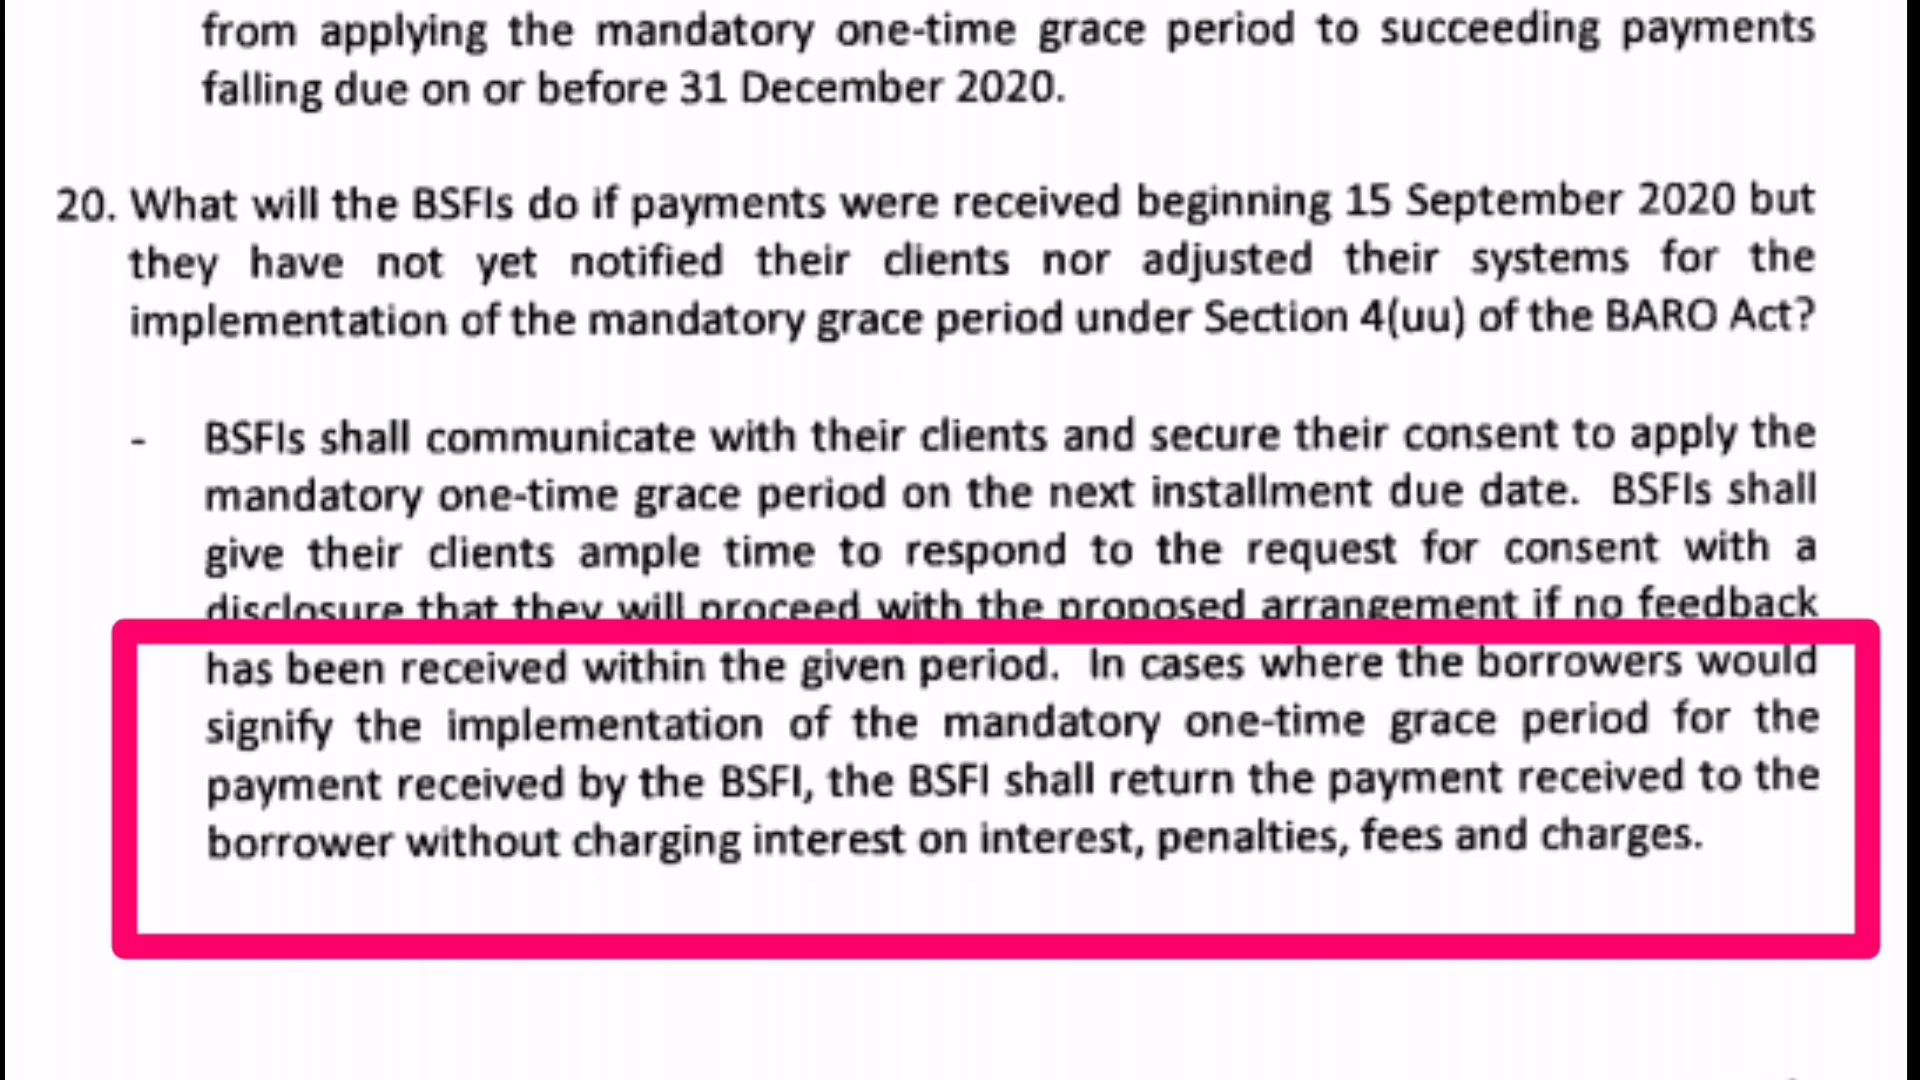 from applying the mandatory one-time grace period to succeeding payments
falling due on or before 31 December 2020.
20. What will the BSFIs do if payments were received beginning 15 September 2020 but
they have not yet notified their clients nor adjusted their systems for the
implementation of the mandatory grace period under Section 4(uu) of the BARO Act?
- BSFIs shall communicate with their clients and secure their consent to apply the
mandatory one-time grace period on the next installment due date. BSFIs shall
give their clients ample time to respond to the request for consent with a
disclosure that they will proceed with the proposed arrangement if no feedback
has been received within the given period. In cases where the borrowers would
signify the implementation of the mandatory one-time grace period for the
payment received by the BSFI, the BSFI shall return the payment received to the
borrower without charging interest on interest, penalties, fees and charges.